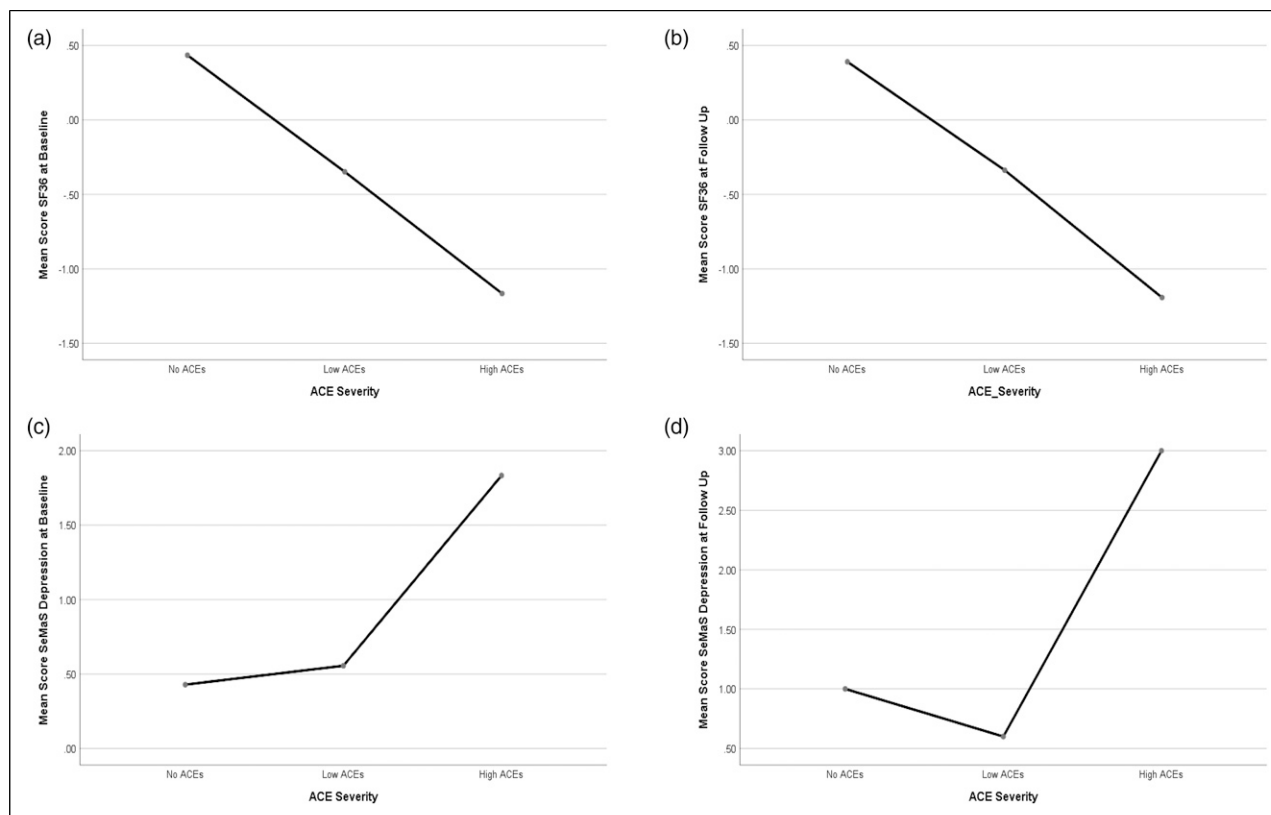 (a)
Mean Score SF36 at Baseline
.50
.00
-.50
-1.00
-1.50
No ACEs Low ACEs High ACEs
ACE Severity
(b)
Mean Score SF36 at Follow Up
.50
.00
-.50
-1.00
-1.50
No ACEs Low ACEs High ACEs
ACE_Severity
(c)
Mean Score SeMaS Depression at Baseline
2.00
1.50
1.00
.50
.00
No ACEs Low ACEs High ACEs
ACE Severity
(d)
Mean Score SeMaS Depression at Follow Up
3.00
2.50
2.00
1.50
1.00
.50
No ACEs Low ACEs High ACEs
ACE Severity